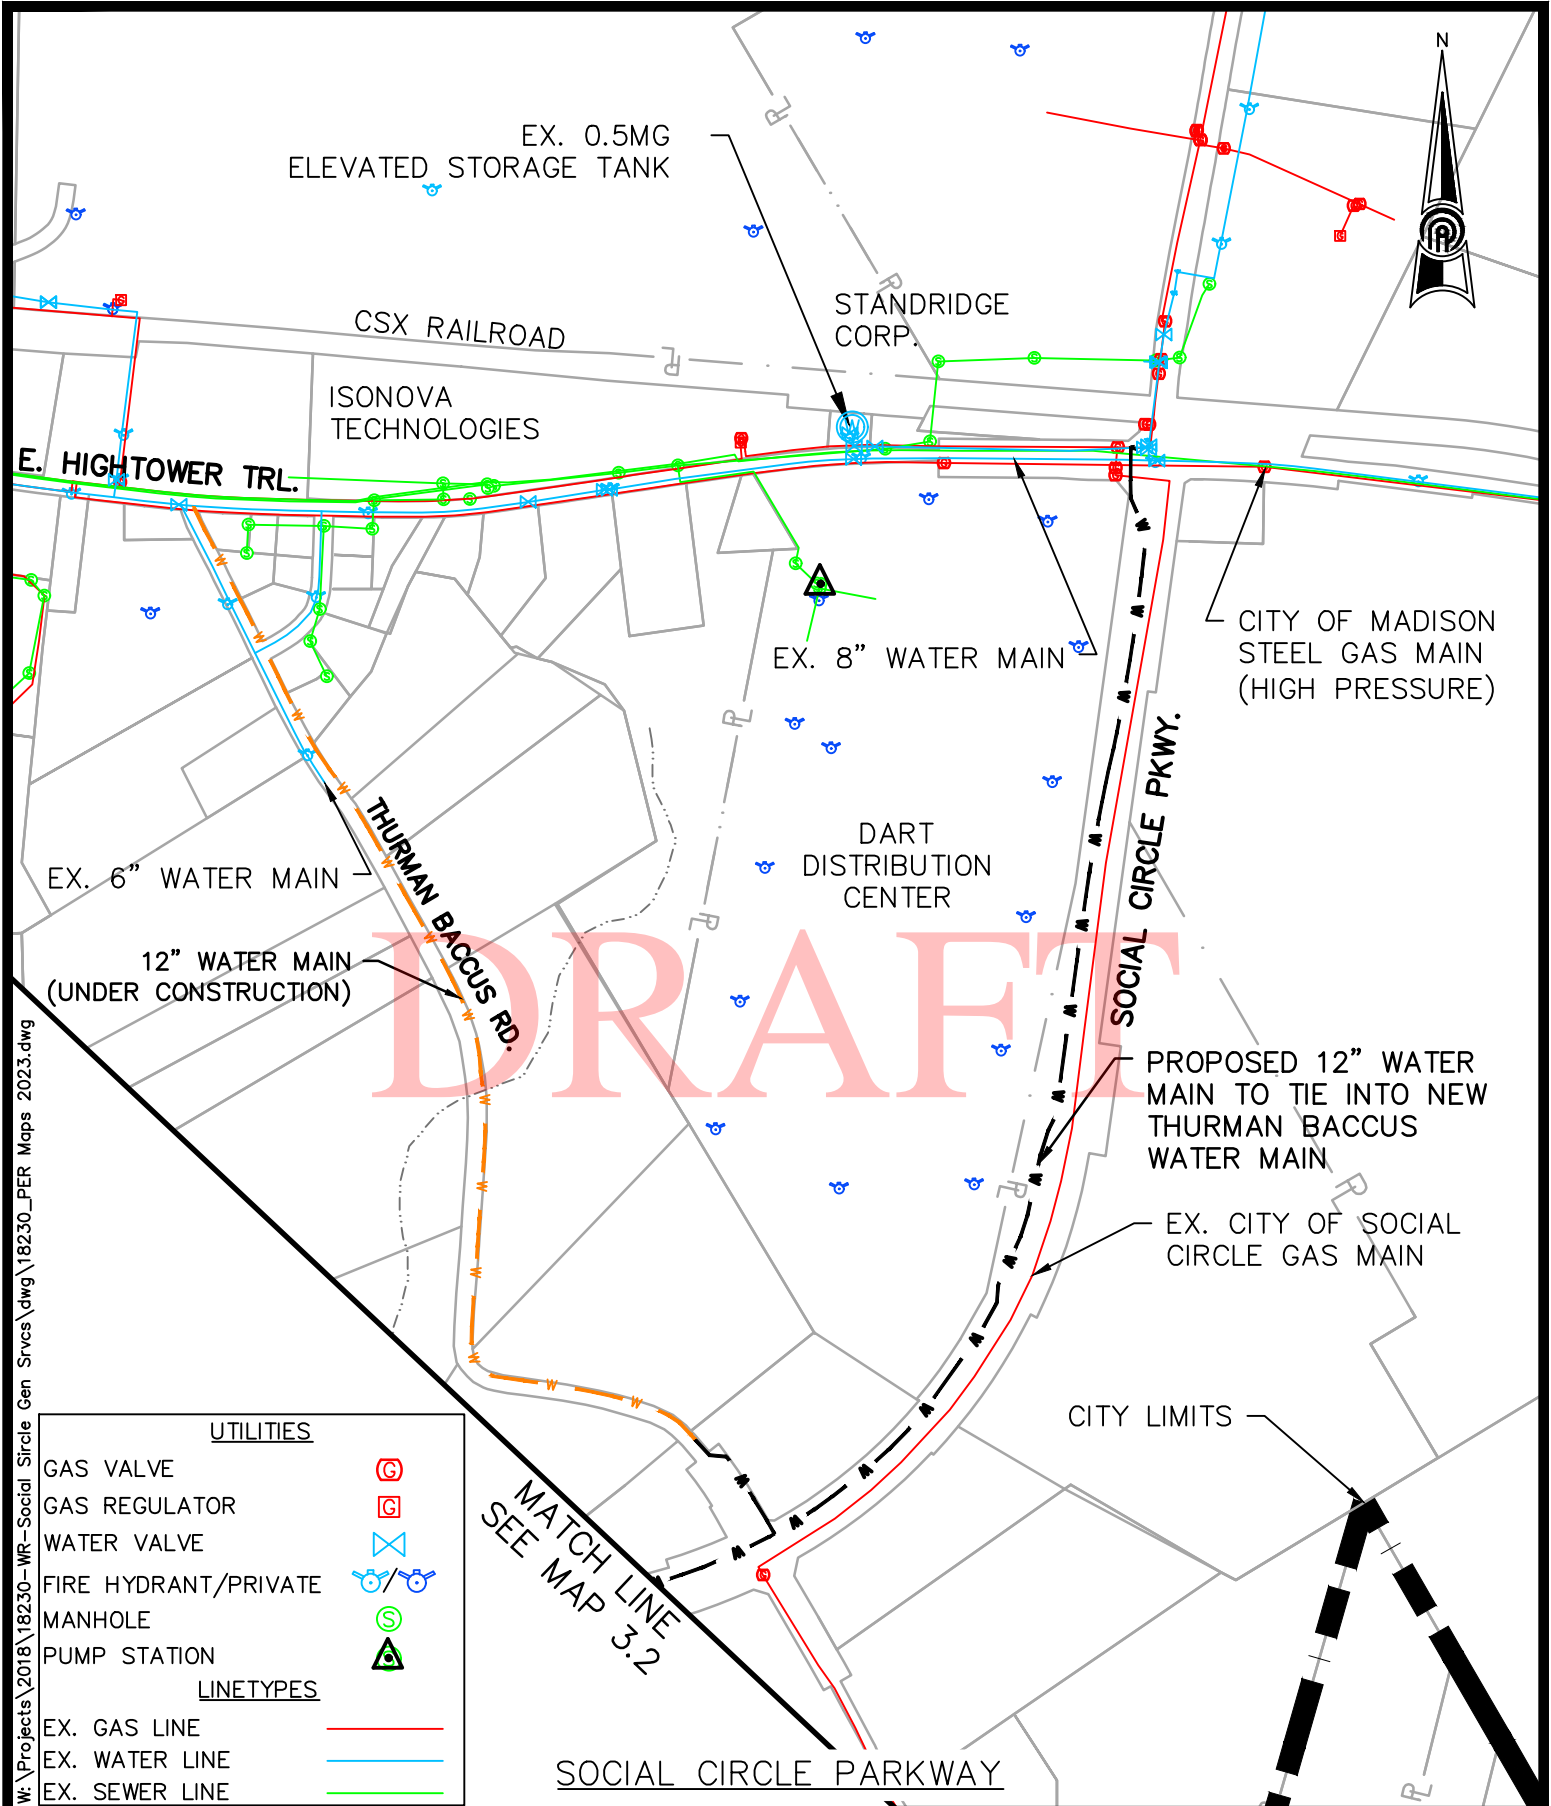 N
EX. 0.5MG
ELEVATED STORAGE TANK
STANDRIDGE
CORP.
CSX RAILROAD
ISONOVA
TECHNOLOGIES
E. HIGHTOWER TRL.
EX. 8” WATER MAIN
CITY OF MADISON
STEEL GAS MAIN
(HIGH PRESSURE)
SOCIAL CIRCLE PKWY.
THURMAN BACCUS RD.
DART
DISTRIBUTION
CENTER
EX. 6” WATER MAIN
12” WATER MAIN
(UNDER CONSTRUCTION)
DRAFT
PROPOSED 12” WATER
MAIN TO TIE INTO NEW
THURMAN BACCUS
WATER MAIN
EX. CITY OF SOCIAL
CIRCLE GAS MAIN
CITY LIMITS
MATCH LINE
SEE MAP 3.2
W:\Projects\2018\18230-WR-Social Sircle Gen Srvcs\dwg\18230_PER Maps 2023.dwg
UTILITIES
GAS VALVE G
GAS REGULATOR G
WATER VALVE
FIRE HYDRANT/PRIVATE /
MANHOLE S
PUMP STATION
LINETYPES
EX. GAS LINE
EX. WATER LINE
EX. SEWER LINE
SOCIAL CIRCLE PARKWAY